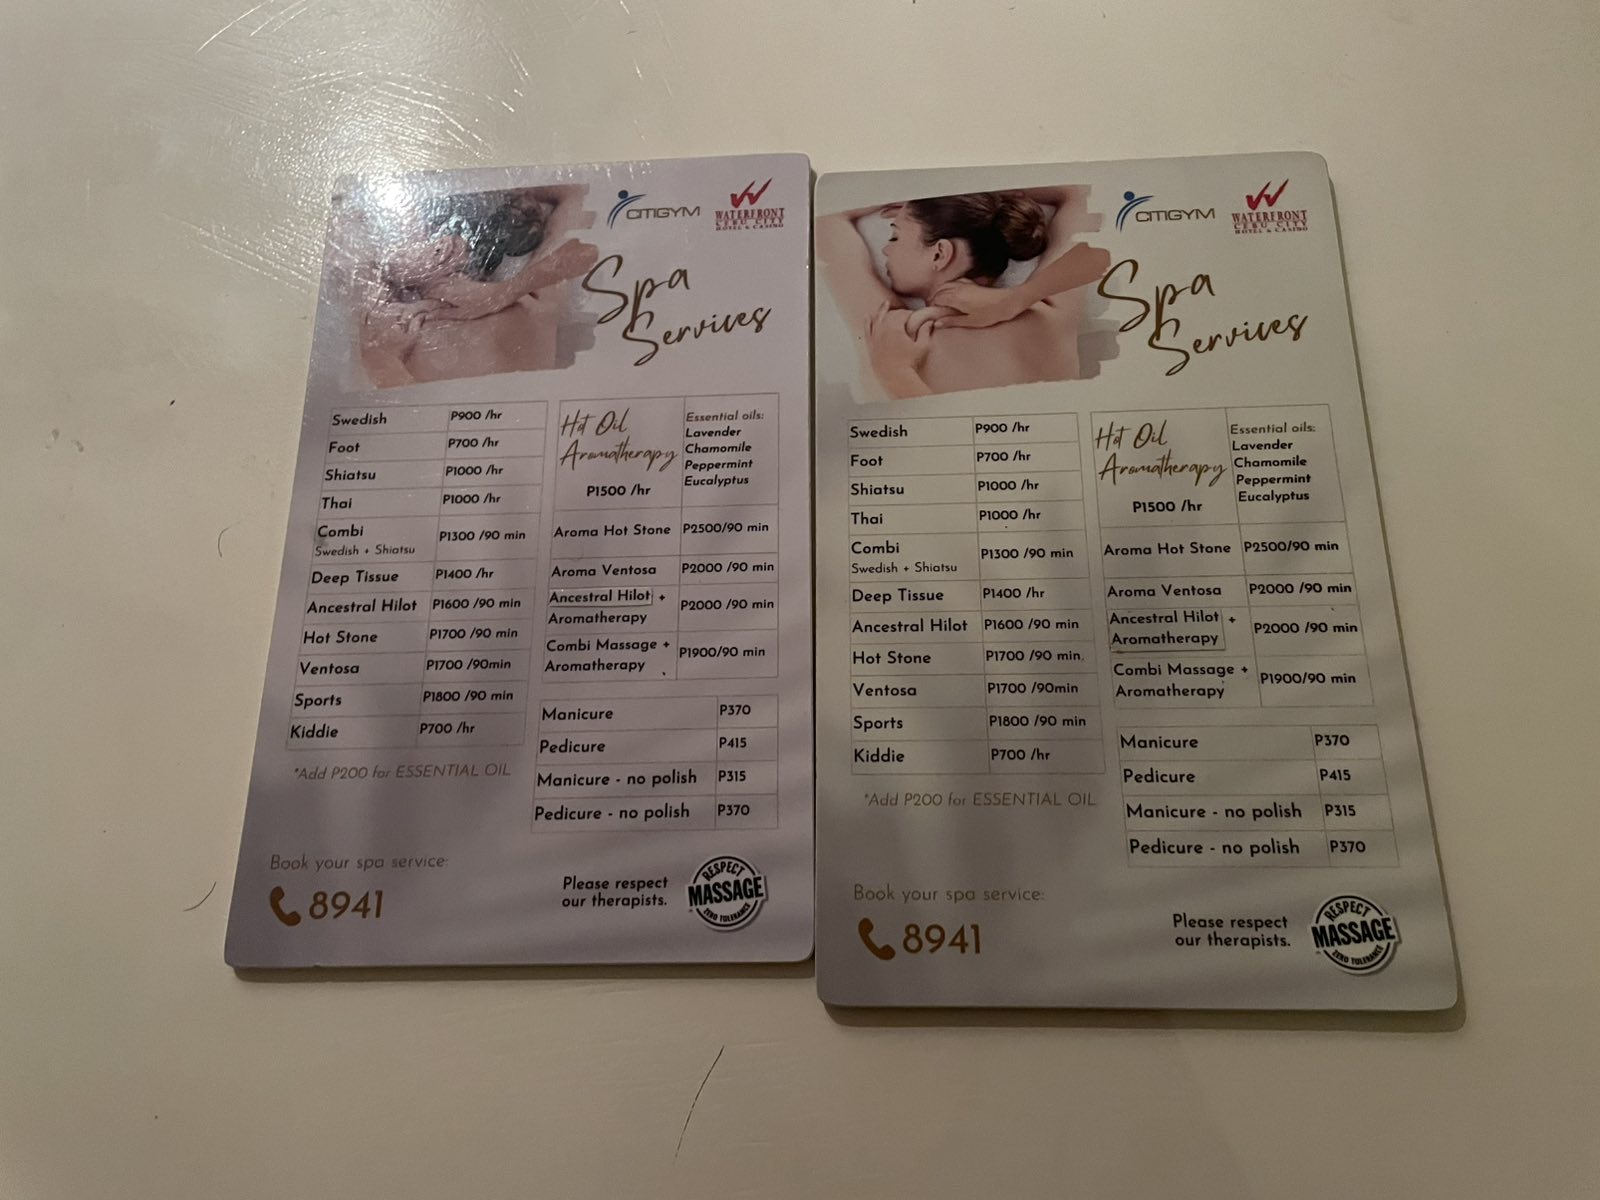 CITIGYM
WATERFRONT
CEBU CITY
HOTEL & CASINO
Spa
Services
Swedish P900 /hr
Foot P700 /hr
Shiatsu P1000 /hr
Thai P1000 /hr
Combi P1300 /90 min
Swedish + Shiatsu
Deep Tissue P1400 /hr
Ancestral Hilot P1600 /90 min
Hot Stone P1700 /90 min
Ventosa P1700 /90min
Sports P1800 /90 min
Kiddie P700 /hr
*Add P200 for ESSENTIAL OIL
Hot Oil
Aromatherapy
P1500 /hr
Essential oils:
Lavender
Chamomile
Peppermint
Eucalyptus
Aroma Hot Stone P2500/90 min
Aroma Ventosa P2000 /90 min
Ancestral Hilot +
Aromatherapy P2000 /90 min
Combi Massage +
Aromatherapy P1900/90 min
Manicure P370
Pedicure P415
Manicure - no polish P315
Pedicure - no polish P370
Book your spa service:
8941
Please respect
our therapists.
RESPECT
MASSAGE
ZERO TOLERANCE
CITIGYM
WATERFRONT
CEBU CITY
HOTEL & CASINO
Spa
Services
Swedish P900 /hr
Foot P700 /hr
Shiatsu P1000 /hr
Thai P1000 /hr
Combi P1300 /90 min
Swedish + Shiatsu
Deep Tissue P1400 /hr
Ancestral Hilot P1600 /90 min
Hot Stone P1700 /90 min
Ventosa P1700 /90min
Sports P1800 /90 min
Kiddie P700 /hr
*Add P200 for ESSENTIAL OIL
Hot Oil
Aromatherapy
P1500 /hr
Essential oils:
Lavender
Chamomile
Peppermint
Eucalyptus
Aroma Hot Stone P2500/90 min
Aroma Ventosa P2000 /90 min
Ancestral Hilot +
Aromatherapy P2000 /90 min
Combi Massage +
Aromatherapy P1900/90 min
Manicure P370
Pedicure P415
Manicure - no polish P315
Pedicure - no polish P370
Book your spa service:
8941
Please respect
our therapists.
RESPECT
MASSAGE
ZERO TOLERANCE